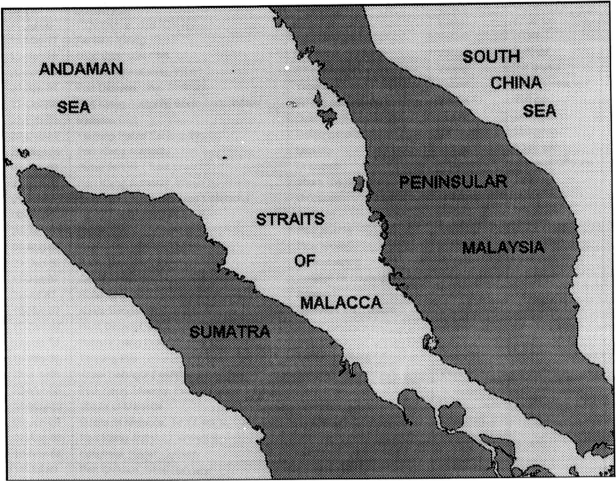 ANDAMAN
SEA
SOUTH
CHINA
SEA
PENINSULAR
MALAYSIA
STRAITS
OF
MALACCA
SUMATRA